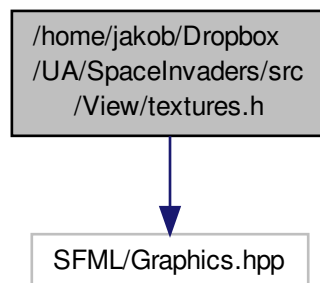 /home/jakob/Dropbox
/UA/SpaceInvaders/src
/View/textures.h
SFML/Graphics.hpp